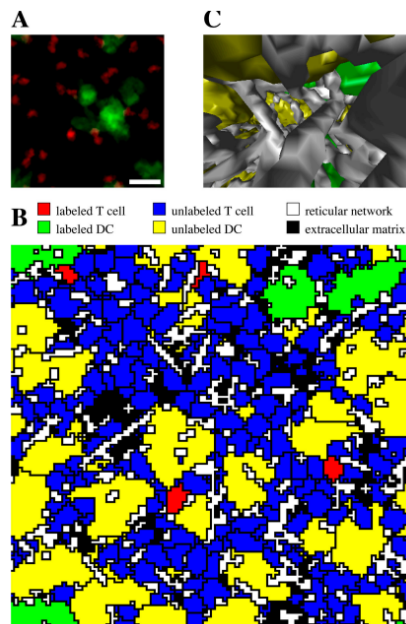 A
C
labeled T cell
unlabeled T cell
reticular network
labeled DC
unlabeled DC
extracellular matrix
B